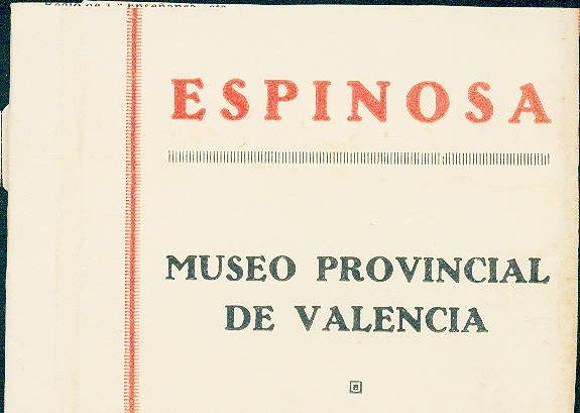 ESPINOSA
MUSEO PROVINCIAL
DE VALENCIA